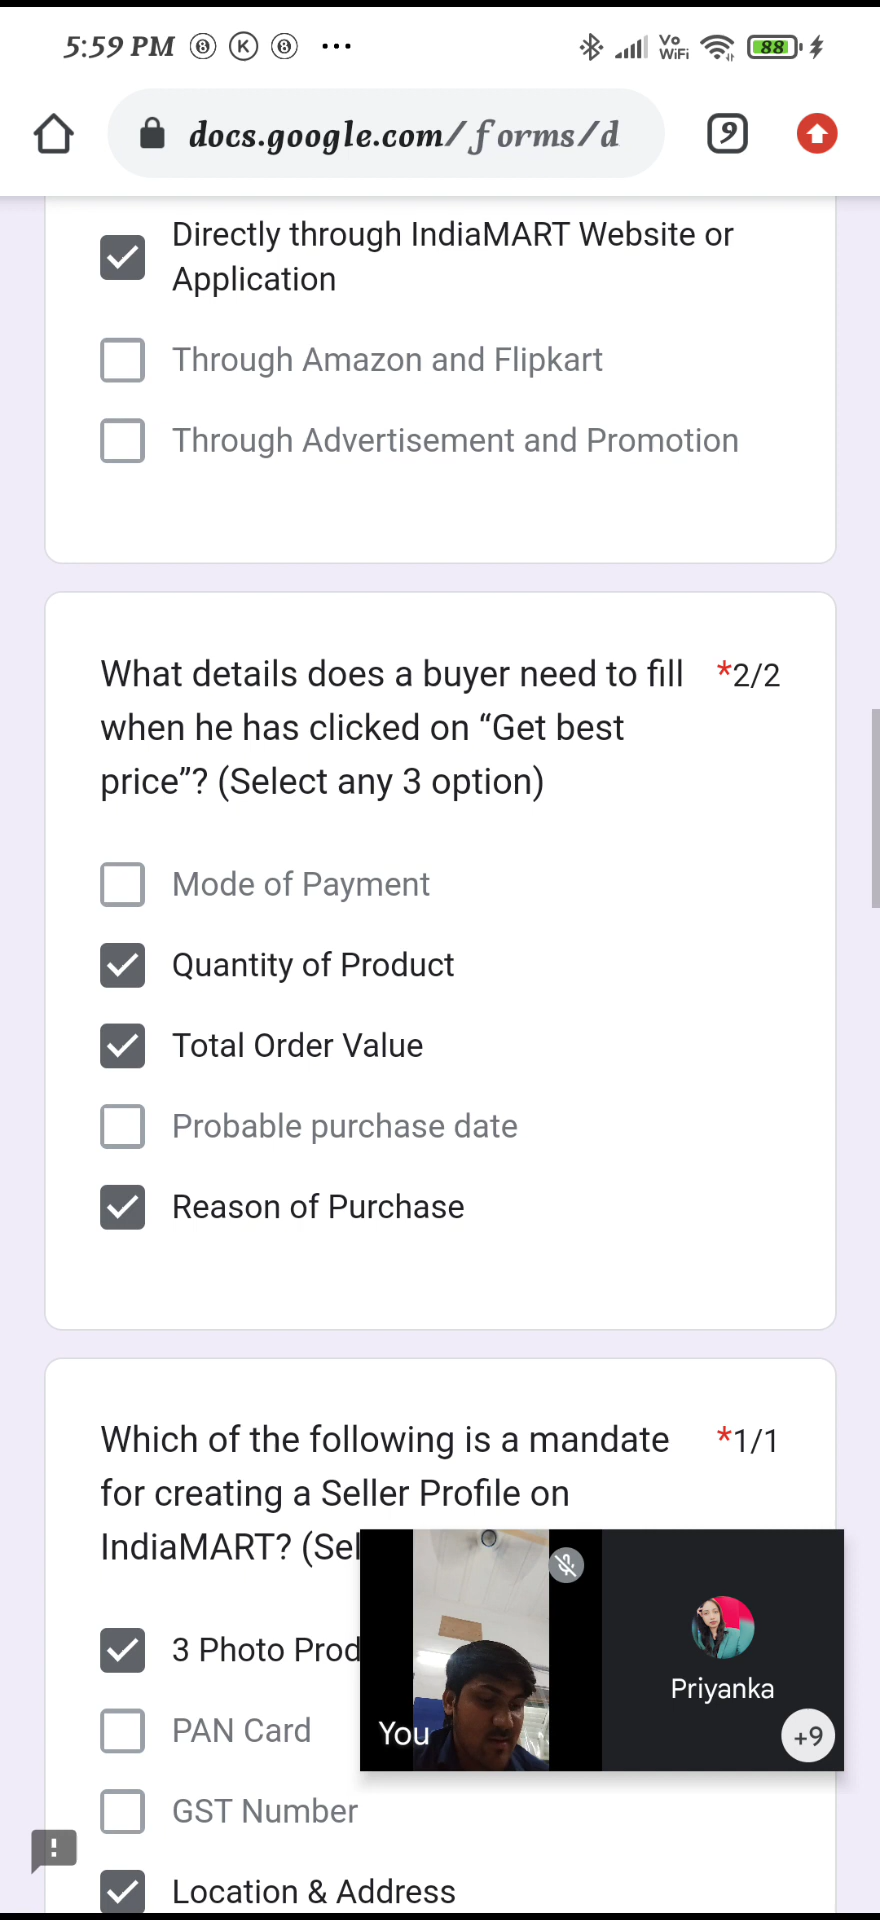 5:59 PM K
Vo
WiFi
88
docs.google.com/forms/d
9
Directly through IndiaMART Website or
Application
Through Amazon and Flipkart
Through Advertisement and Promotion
What details does a buyer need to fill *2/2
when he has clicked on “Get best
price”? (Select any 3 option)
Mode of Payment
Quantity of Product
Total Order Value
Probable purchase date
Reason of Purchase
Which of the following is a mandate *1/1
for creating a Seller Profile on
IndiaMART? (Sel
3 Photo Prod
PAN Card
GST Number
Location & Address
You
Priyanka
+9